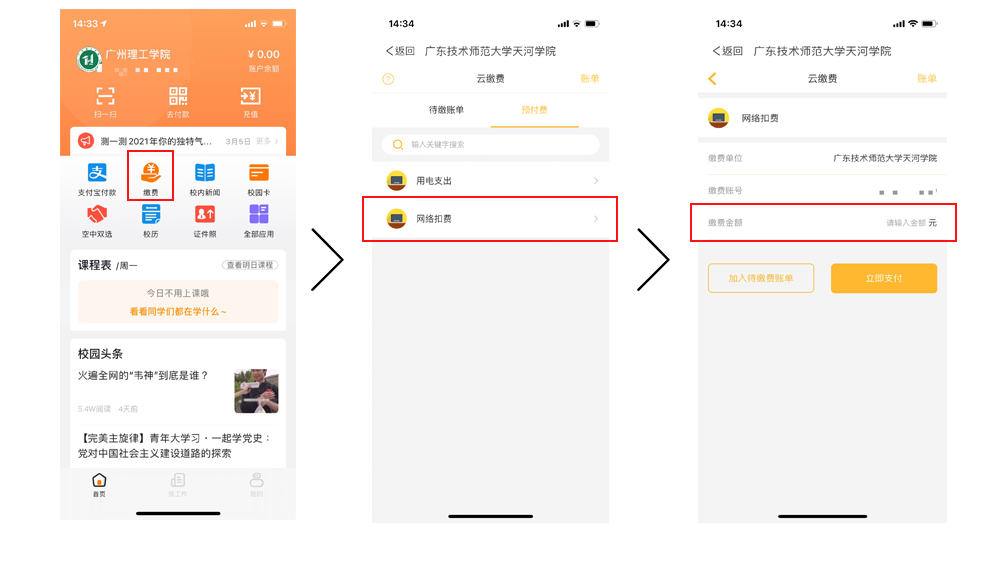 14:33
广州理工学院
¥ 0.00
账户余额
扫一扫
去付款
充值
测一测2021年你的独特气...
3月5日
更多
支付宝付款
缴费
校内新闻
校园卡
空中双选
校历
证件照
全部应用
课程表 /周一
查看明日课程
今日不用上课哦
看看同学们都在学什么~
校园头条
火遍全网的“韦神”到底是谁？
5.4W阅读 4天前
【完美主旋律】青年大学习·一起学党史：
党对中国社会主义建设道路的探索
首页
我的
14:34
返回 广东技术师范大学天河学院
云缴费
账单
待缴账单
预付费
输入关键字搜索
用电支出
网络扣费
14:34
返回 广东技术师范大学天河学院
云缴费
账单
网络扣费
缴费单位
广东技术师范大学天河学院
缴费账号
缴费金额
请输入金额 元
加入待缴费账单
立即支付